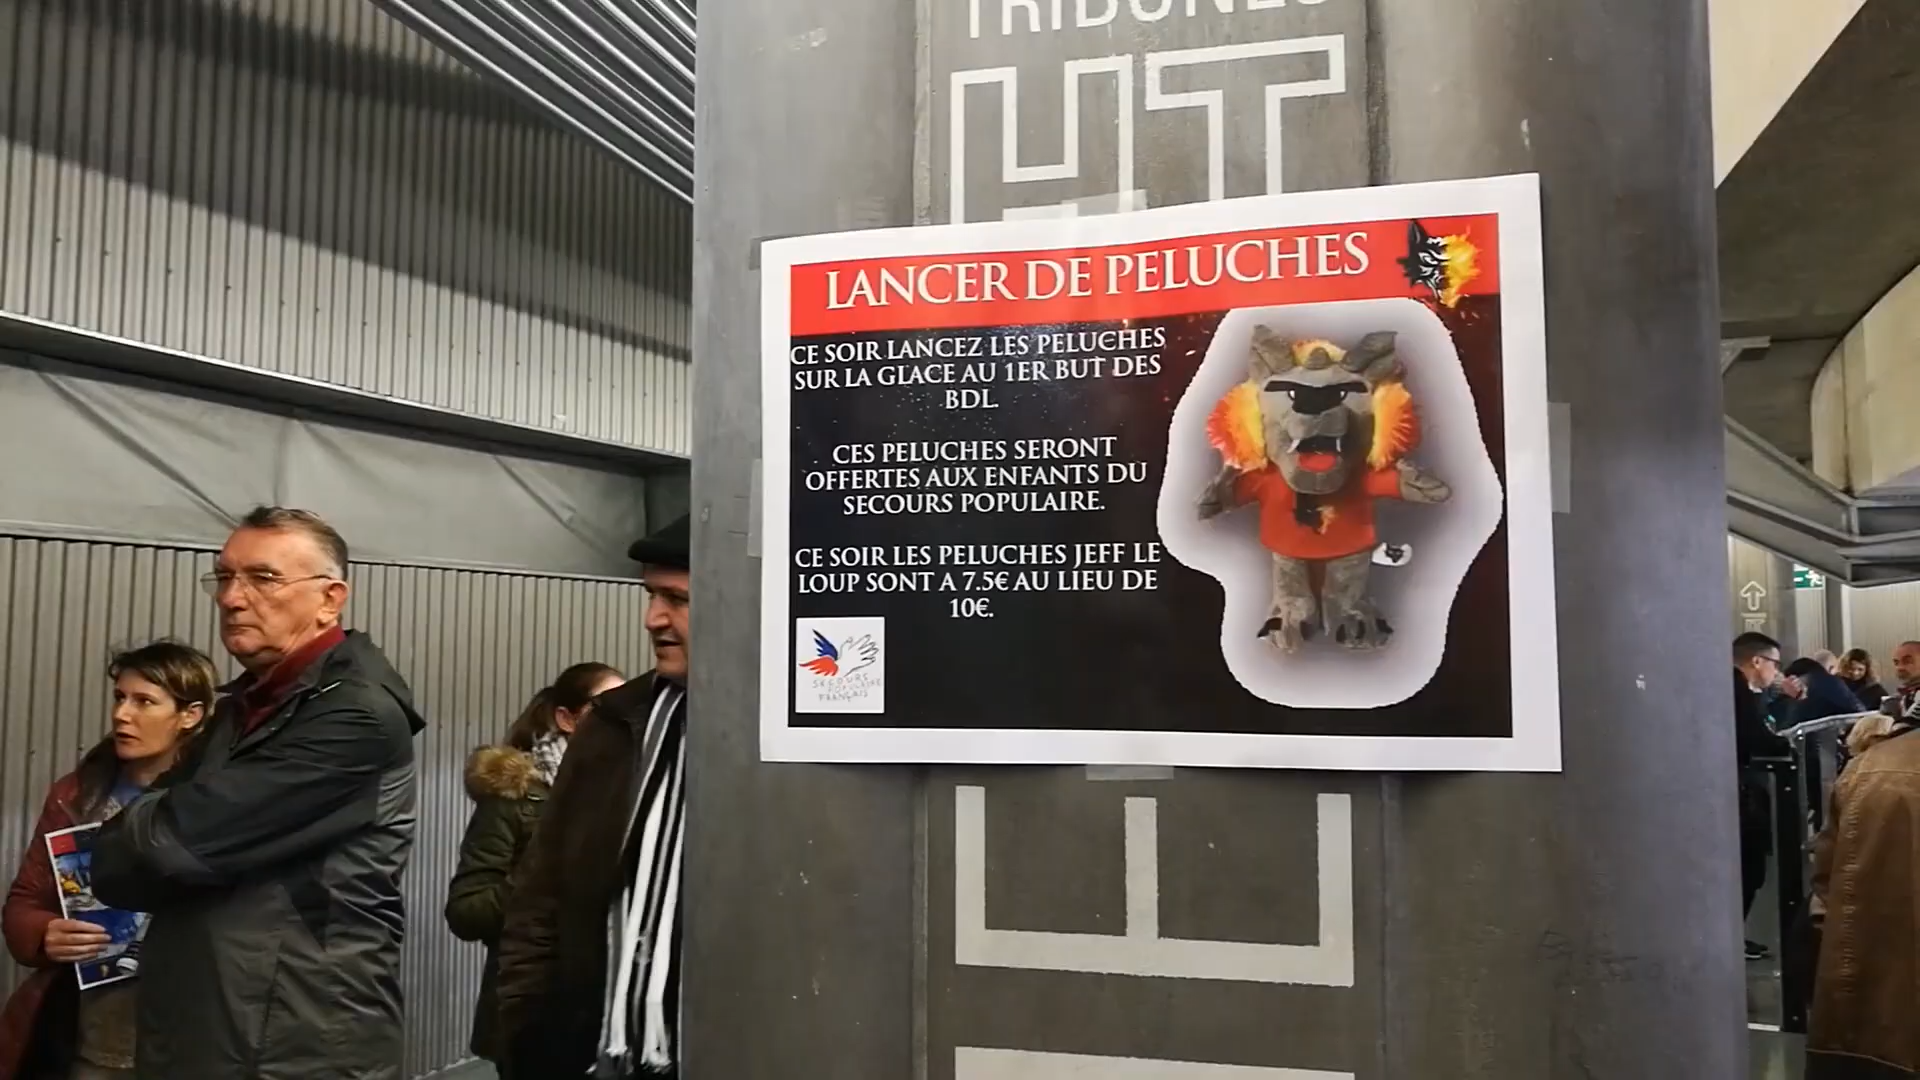 TRIBUNES
HT
LANCER DE PELUCHES
CE SOIR LANCEZ LES PELUCHES
SUR LA GLACE AU 1ER BUT DES
BDL.
CES PELUCHES SERONT
OFFERTES AUX ENFANTS DU
SECOURS POPULAIRE.
CE SOIR LES PELUCHES JEFF LE
LOUP SONT A 7.5€ AU LIEU DE
10€.
SECOURS
POPULAIRE
FRANÇAIS